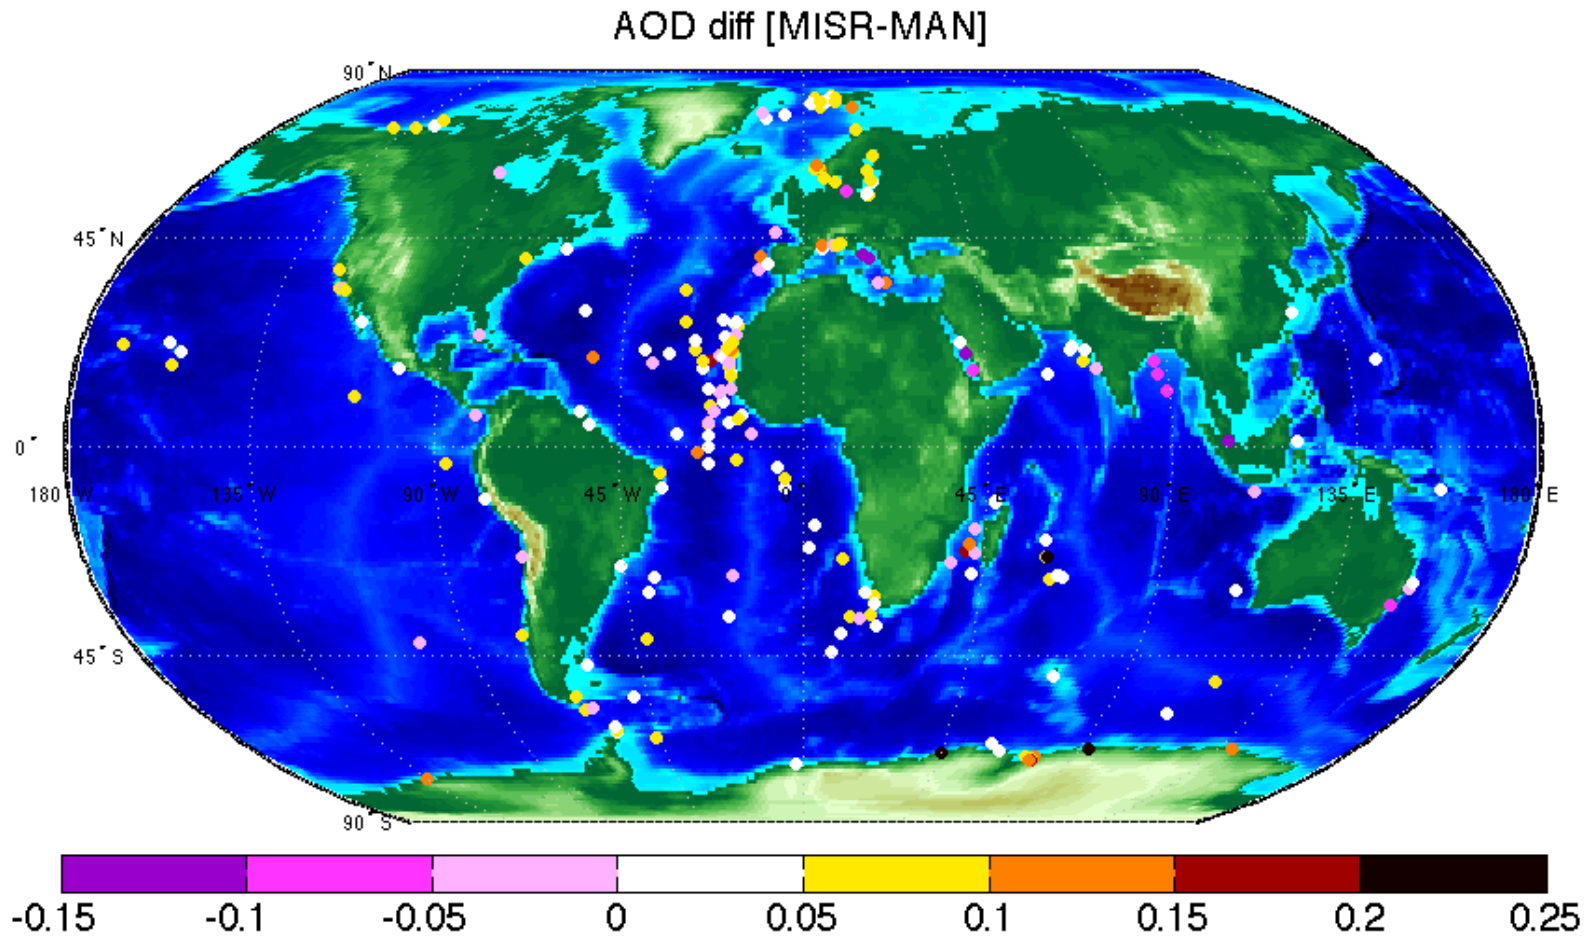 AOD diff [MISR-MAN]
90° N
45° N
0°
180° W 135° W 90° W 45° W 0° E 45° E 90° E 135° E 180° E
45° S
90° S
-0.15 -0.1 -0.05 0 0.05 0.1 0.15 0.2 0.25